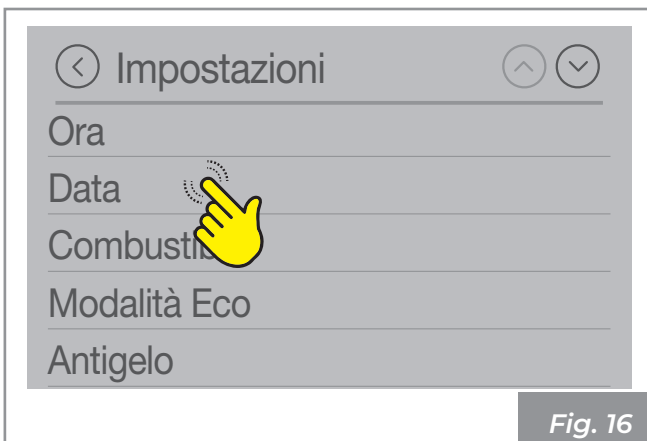 Impostazioni
Ora
Data
Modalità Eco
Antigelo
Fig. 16